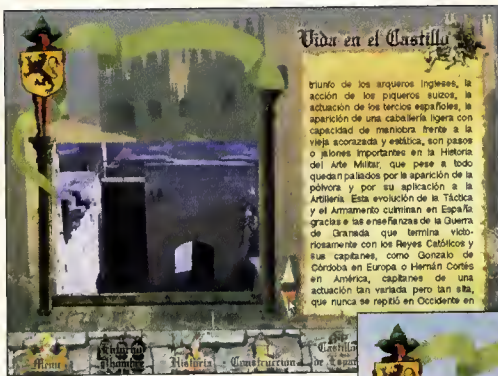 Vida en el Castillo
triunfo de los arqueros ingleses, la
acción de los piqueros suizos, la
actuación de los tercios españoles, la
aparición de una caballería ligera con
capacidad de maniobra frente a la
vieja acorazada y estática, son pasos
o jalones importantes en la Historia
del Arte Militar, que pese a todo
quedan paliados por la aparición de la
pólvora y por su aplicación a la
Artillería. Esta evolución de la Táctica
y el Armamento culminan en España
gracias a las enseñanzas de la Guerra
de Granada que termina victo-
riosamente con los Reyes Católicos y
sus capitanes, como Gonzalo de
Córdoba en Europa o Hernán Cortés
en América, capitanes de una
actuación tan variada pero tan alta,
que nunca se repitió en Occidente en
Menu
Entorno
Hombre
Historia
Construccion
Castillos
de España